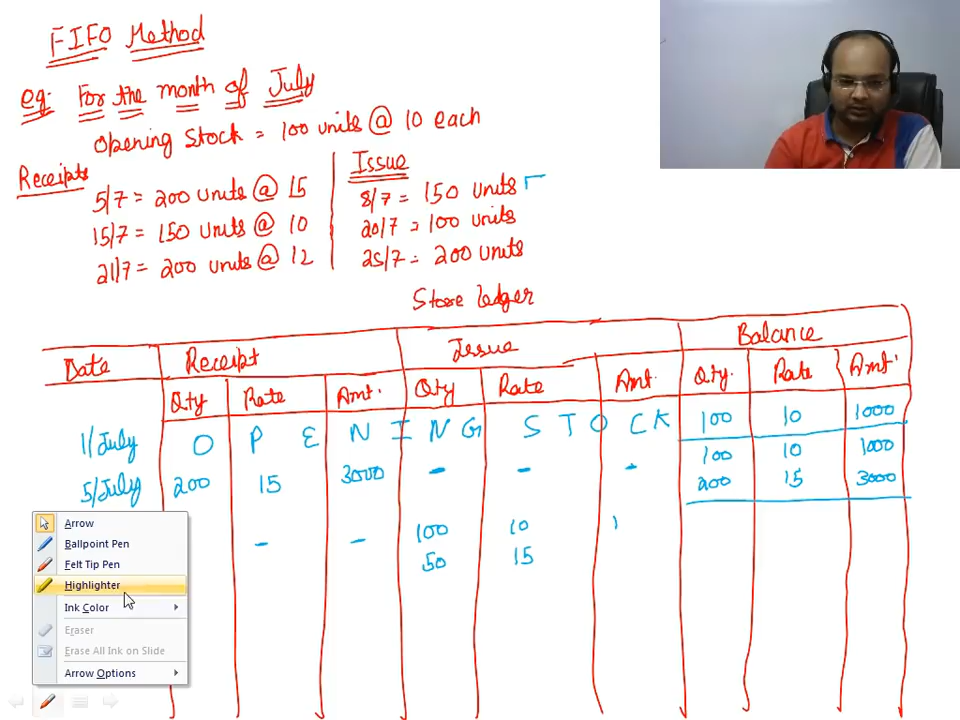 FIFO Method
eg: For the month of July
Opening Stock = 100 units @ 10 each
Receipts
5/7 = 200 units @ 15
15/7 = 150 units @ 10
21/7 = 200 units @ 12
Issue
8/7 = 150 units
20/7 = 100 units
25/7 = 200 units
Store ledger
Date Receipt Issue Balance
Qty Rate Amt. Qty Rate Amt. Qty. Rate Amt.
1/July OPENING STOCK 100 10 1000
100 10 1000
5/July 200 15 3000 - - - 200 15 3000
- - 100 10
50 15
Arrow
Ballpoint Pen
Felt Tip Pen
Highlighter
Ink Color
Eraser
Erase All Ink on Slide
Arrow Options